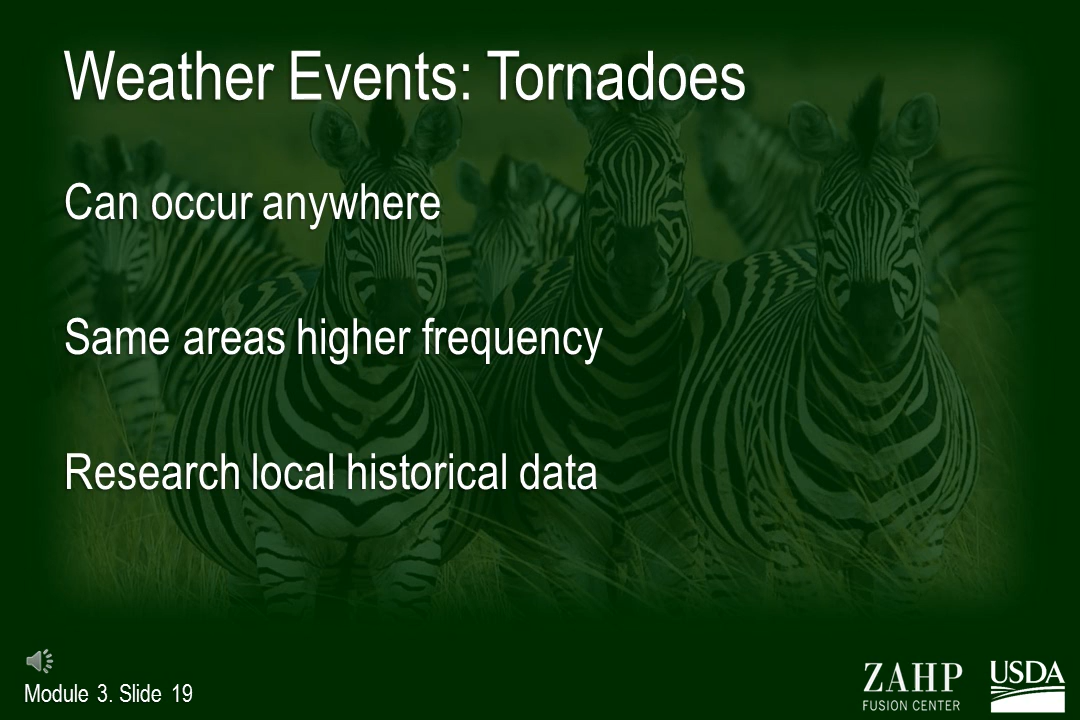 Weather Events: Tornadoes
Can occur anywhere
Same areas higher frequency
Research local historical data
Module 3. Slide 19
ZAHP
FUSION CENTER
USDA